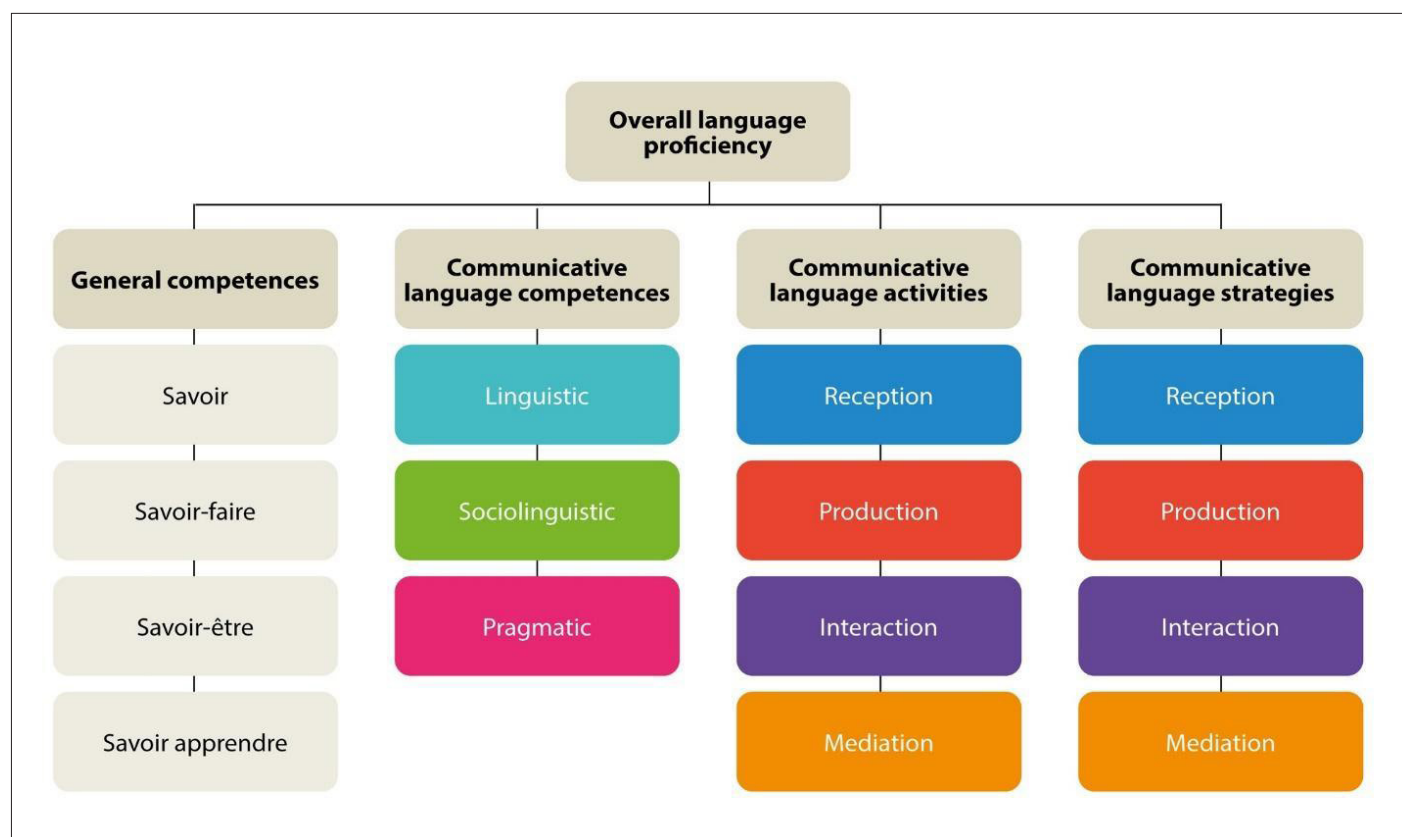 Overall language
proficiency
General competences
Communicative
language competences
Communicative
language activities
Communicative
language strategies
Savoir
Linguistic
Reception
Reception
Savoir-faire
Sociolinguistic
Production
Production
Savoir-être
Pragmatic
Interaction
Interaction
Savoir apprendre
Mediation
Mediation